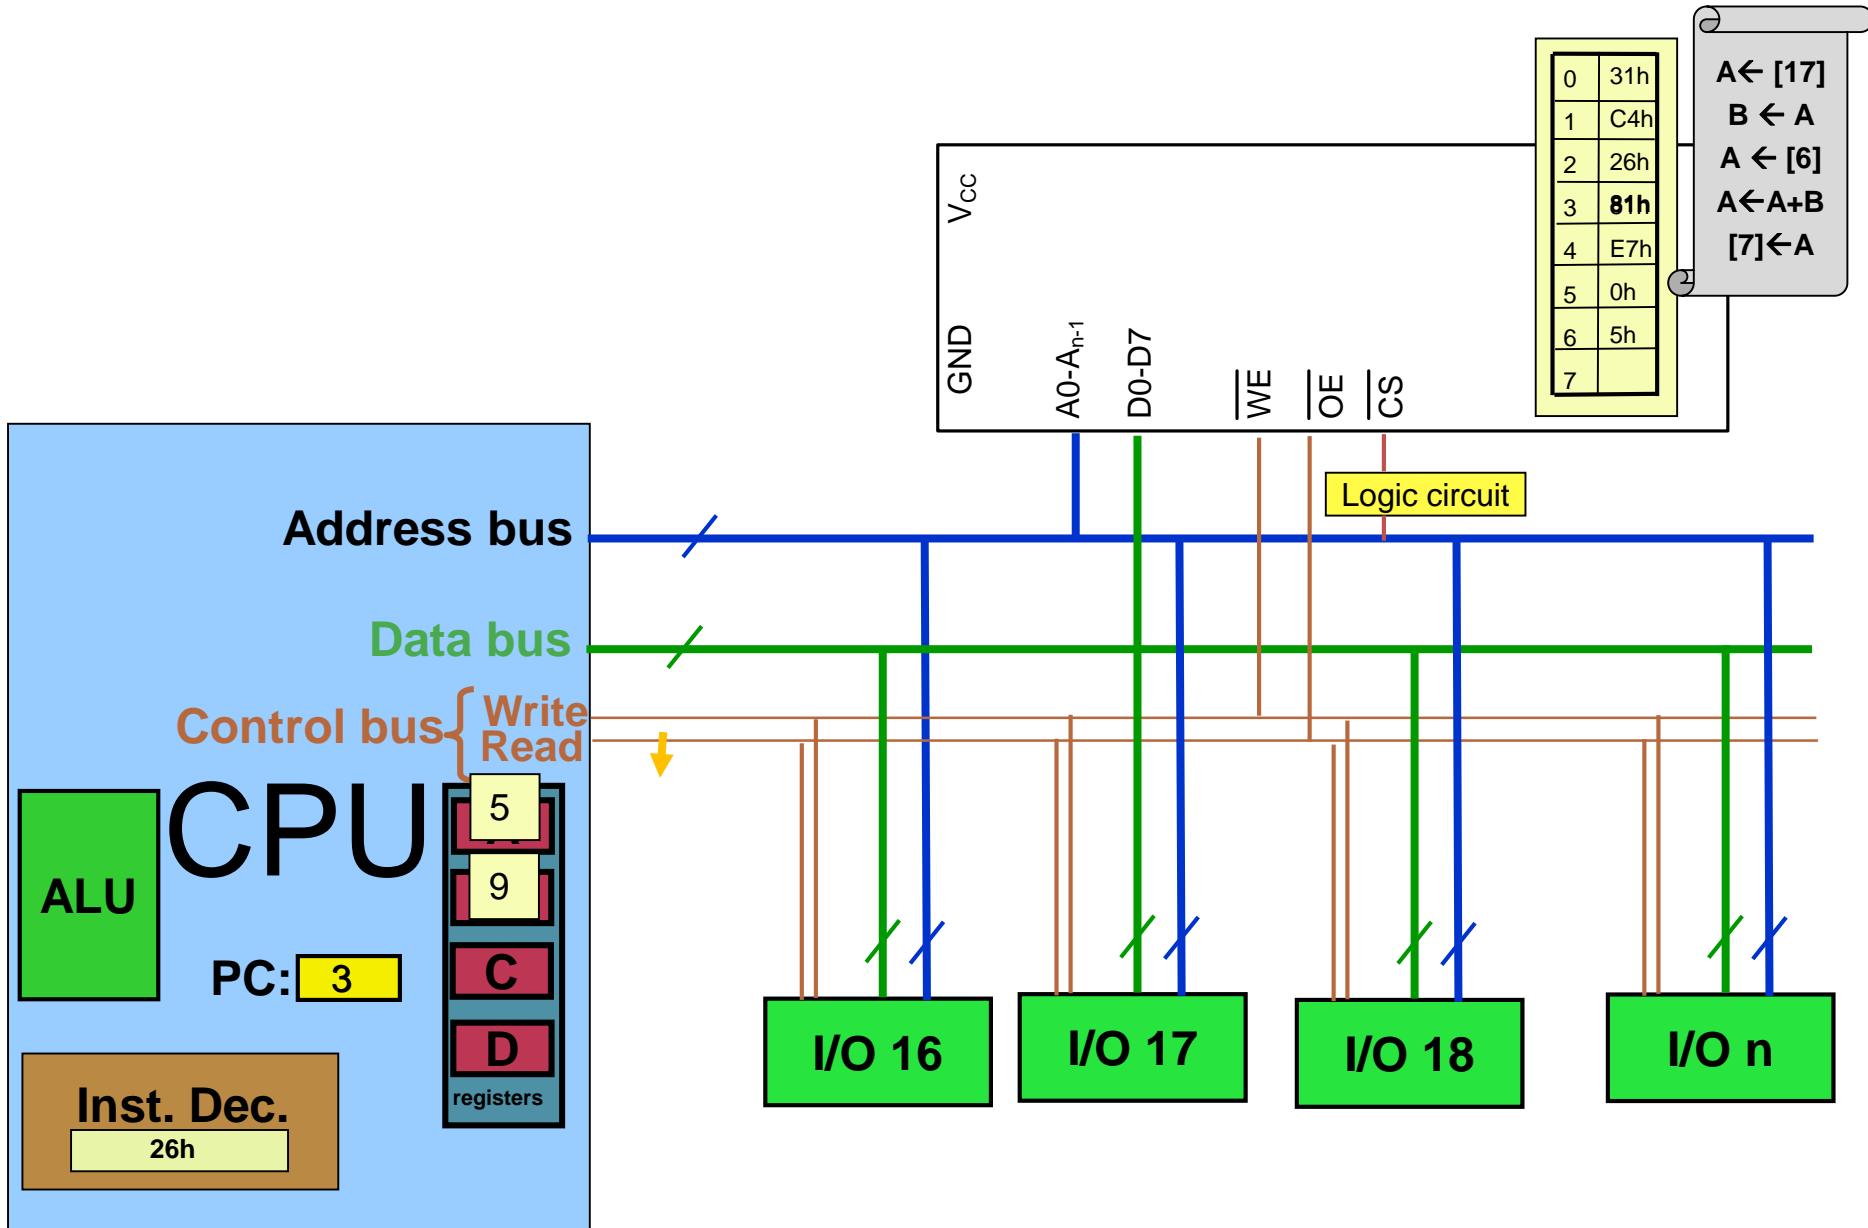 0 31h
1 C4h
2 26h
3 81h
4 E7h
5 0h
6 5h
7
A← [17]
B ← A
A ← [6]
A←A+B
[7]←A
VCC
GND
A0-An-1
D0-D7
WE
OE
CS
Logic circuit
Address bus
Data bus
Control bus
Write
Read
CPU
ALU
5
9
C
D
registers
PC: 3
Inst. Dec.
26h
I/O 16
I/O 17
I/O 18
I/O n